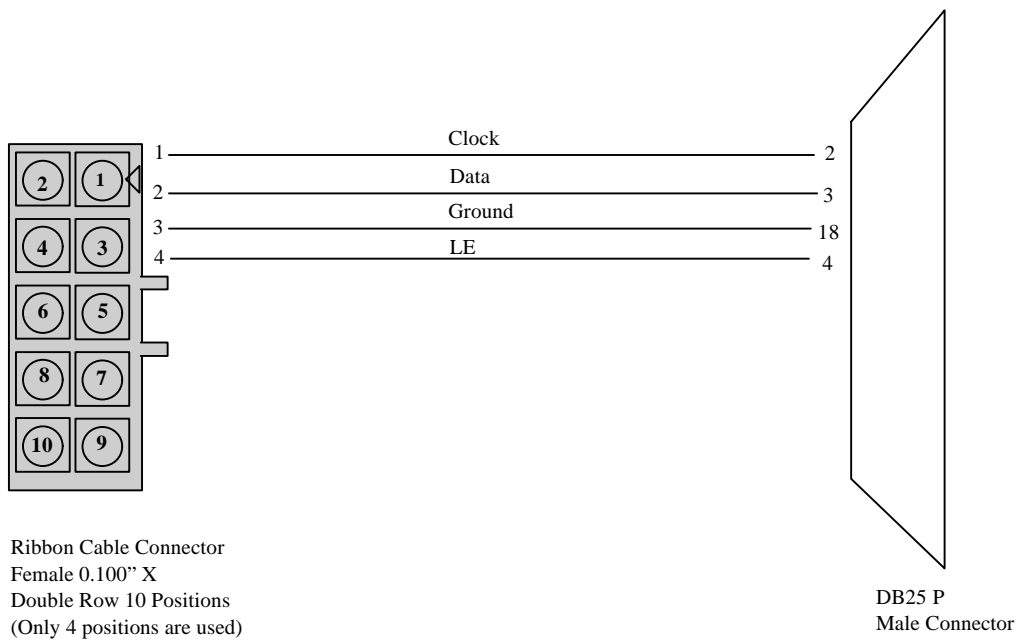 Clock
1 2
2 1 Data
2 3
Ground
3 18
4 3 LE
4 4
6 5
8 7
10 9
Ribbon Cable Connector
Female 0.100” X
Double Row 10 Positions
(Only 4 positions are used)
DB25 P
Male Connector